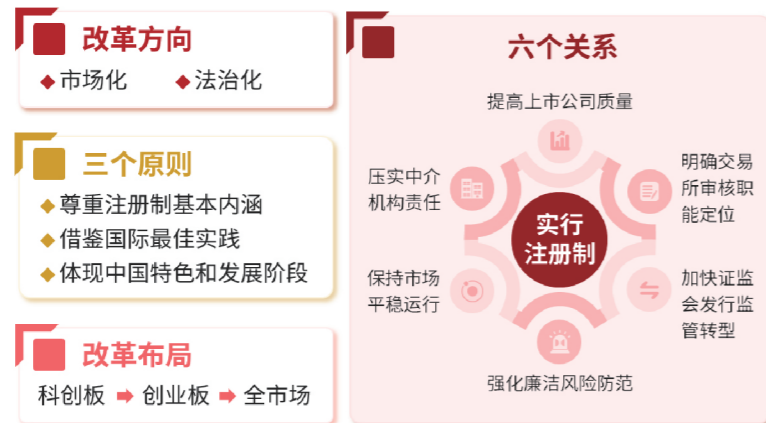 改革方向
◆市场化 ◆法治化
三个原则
◆尊重注册制基本内涵
◆借鉴国际最佳实践
◆体现中国特色和发展阶段
改革布局
科创板 ➡ 创业板 ➡ 全市场
六个关系
提高上市公司质量
明确交易
所审核职
能定位
加快证监
会发行监
管转型
强化廉洁风险防范
保持市场
平稳运行
压实中介
机构责任
实行
注册制